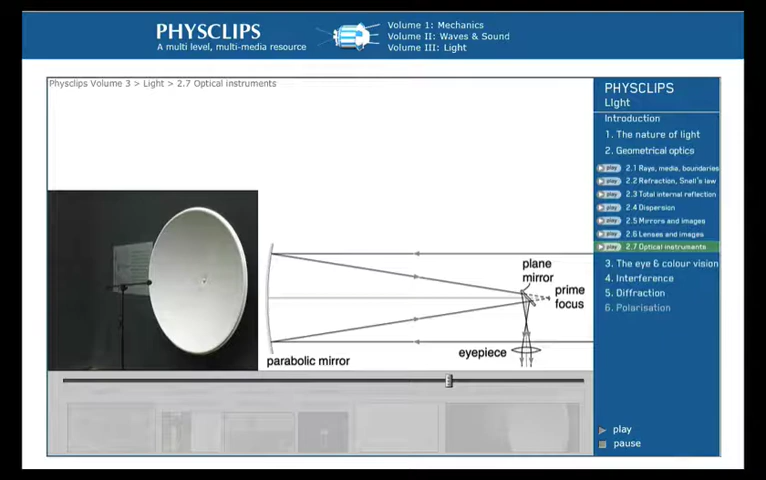 PHYSCLIPS
A multi level, multi-media resource
Volume 1: Mechanics
Volume II: Waves & Sound
Volume III: Light
Physclips Volume 3 > Light > 2.7 Optical instruments
plane
mirror
prime
focus
eyepiece
parabolic mirror
PHYSCLIPS
Light
Introduction
1. The nature of light
2. Geometrical optics
play 2.1 Rays, media, boundaries
play 2.2 Refraction, Snell's law
play 2.3 Total internal reflection
play 2.4 Dispersion
play 2.5 Mirrors and images
play 2.6 Lenses and images
play 2.7 Optical instruments
3. The eye & colour vision
4. Interference
5. Diffraction
6. Polarisation
play
pause